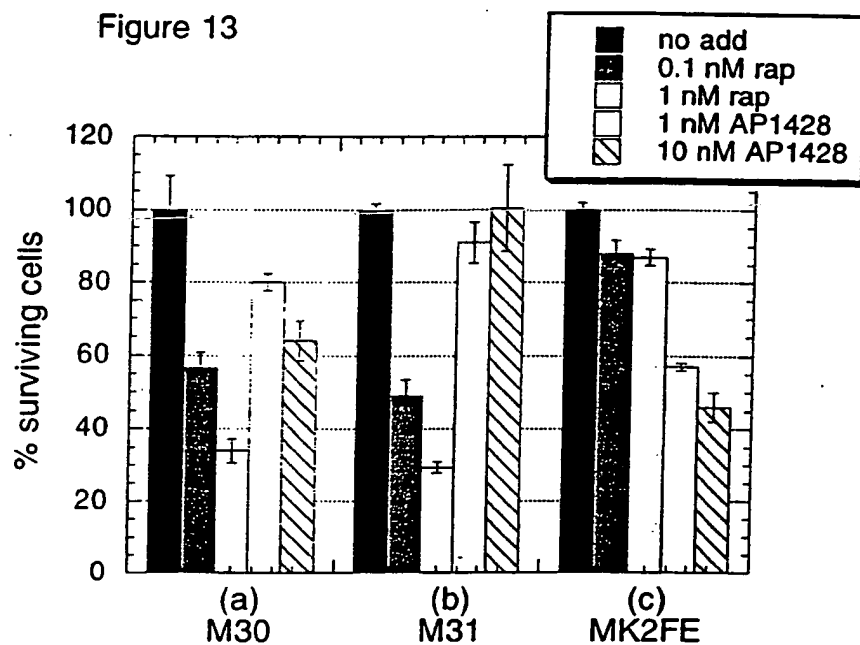 Figure 13
no add
0.1 nM rap
1 nM rap
1 nM AP1428
10 nM AP1428
% surviving cells
120
100
80
60
40
20
0
(a)
M30
(b)
M31
(c)
MK2FE